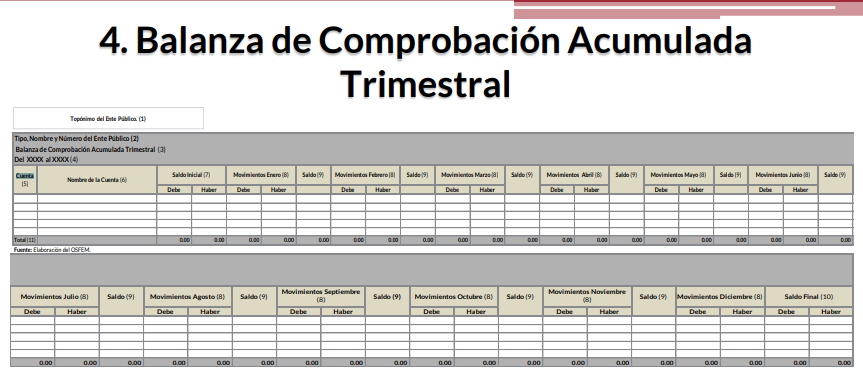 4. Balanza de Comprobación Acumulada
Trimestral
Topónimo del Ente Público. (1)
Tipo, Nombre y Número del Ente Público (2)
Balanza de Comprobación Acumulada Trimestral (3)
Del XXXX al XXXX (4)
Cuenta (5) Nombre de la Cuenta (6) Saldo Inicial (7) Movimientos Enero (8) Saldo (9) Movimientos Febrero (8) Saldo (9) Movimientos Marzo (8) Saldo (9) Movimientos Abril (8) Saldo (9) Movimientos Mayo (8) Saldo (9) Movimientos Junio (8) Saldo (9)
Debe Haber Debe Haber Debe Haber Debe Haber Debe Haber Debe Haber Debe Haber
Total (11) 0.00 0.00 0.00 0.00 0.00 0.00 0.00 0.00 0.00 0.00 0.00 0.00 0.00 0.00 0.00 0.00 0.00 0.00 0.00 0.00
Fuente: Elaboración del OSFEM.
Movimientos Julio (8) Saldo (9) Movimientos Agosto (8) Saldo (9) Movimientos Septiembre (8) Saldo (9) Movimientos Octubre (8) Saldo (9) Movimientos Noviembre (8) Saldo (9) Movimientos Diciembre (8) Saldo Final (10)
Debe Haber Debe Haber Debe Haber Debe Haber Debe Haber Debe Haber Debe Haber
0.00 0.00 0.00 0.00 0.00 0.00 0.00 0.00 0.00 0.00 0.00 0.00 0.00 0.00 0.00 0.00 0.00 0.00 0.00